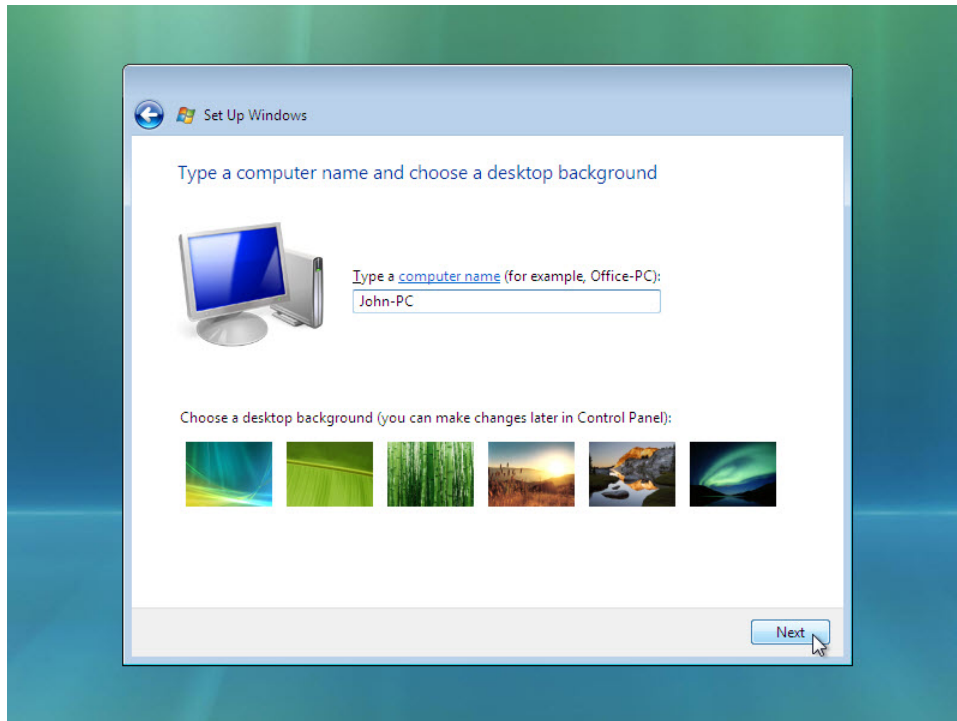 Set Up Windows
Type a computer name and choose a desktop background
Type a computer name (for example, Office-PC):
John-PC
Choose a desktop background (you can make changes later in Control Panel):
Next